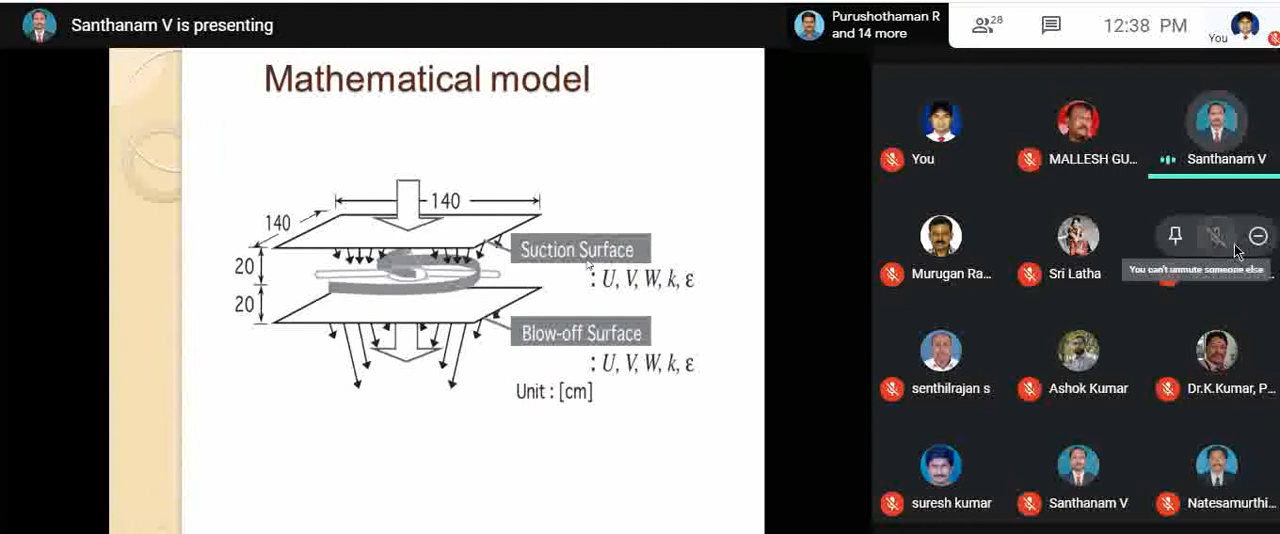 Santhanam V is presenting
Purushothaman R
and 14 more
28
12:38 PM
You
Mathematical model
140
140
20
20
Suction Surface
: U, V, W, k, ε
Blow-off Surface
: U, V, W, k, ε
Unit : [cm]
You
MALLESH GU...
Santhanam V
Murugan Ra...
Sri Latha
You can't unmute someone else
senthilrajan s
Ashok Kumar
Dr.K.Kumar, P...
suresh kumar
Santhanam V
Natesamurthi...